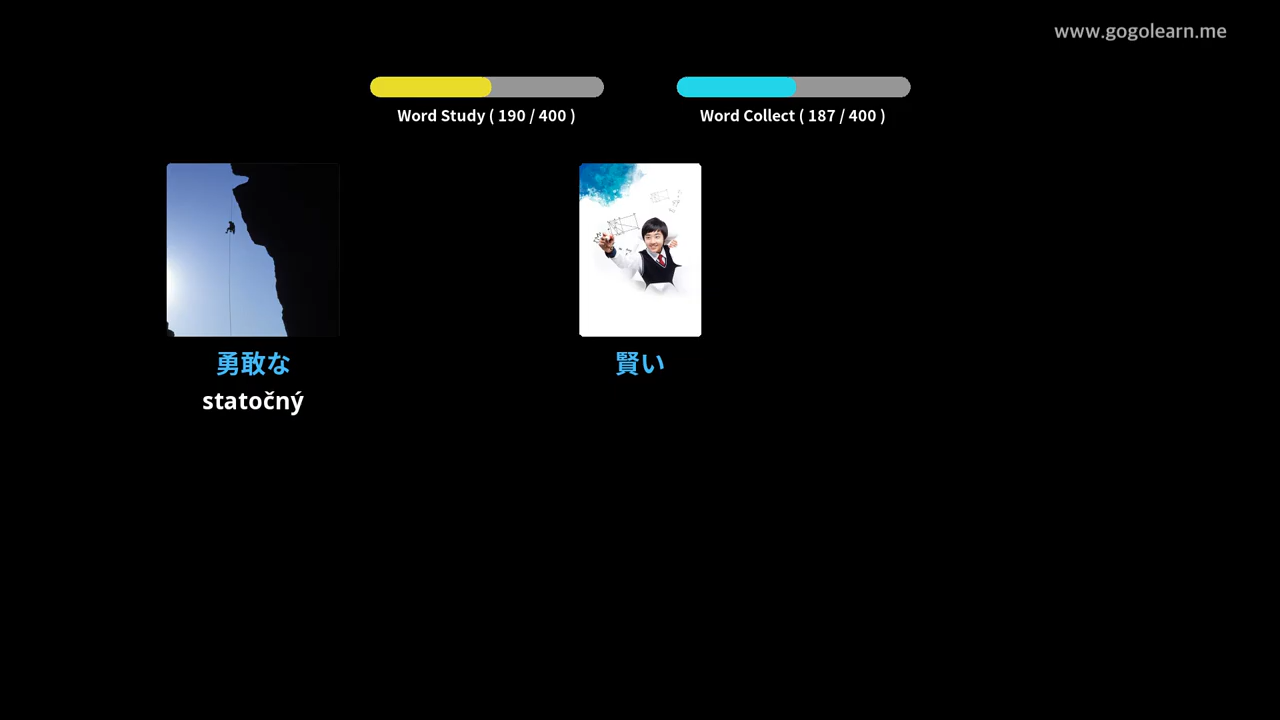 www.gogolearn.me
Word Study ( 190 / 400 )
Word Collect ( 187 / 400 )
勇敢な
賢い
statočný